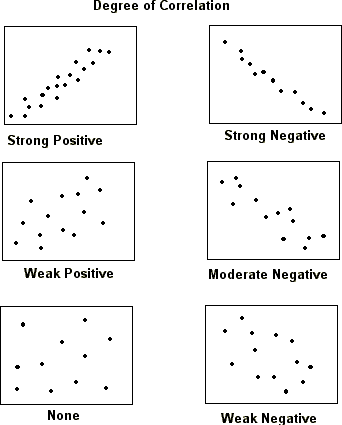 Degree of Correlation
Strong Positive
Strong Negative
Weak Positive
Moderate Negative
None
Weak Negative